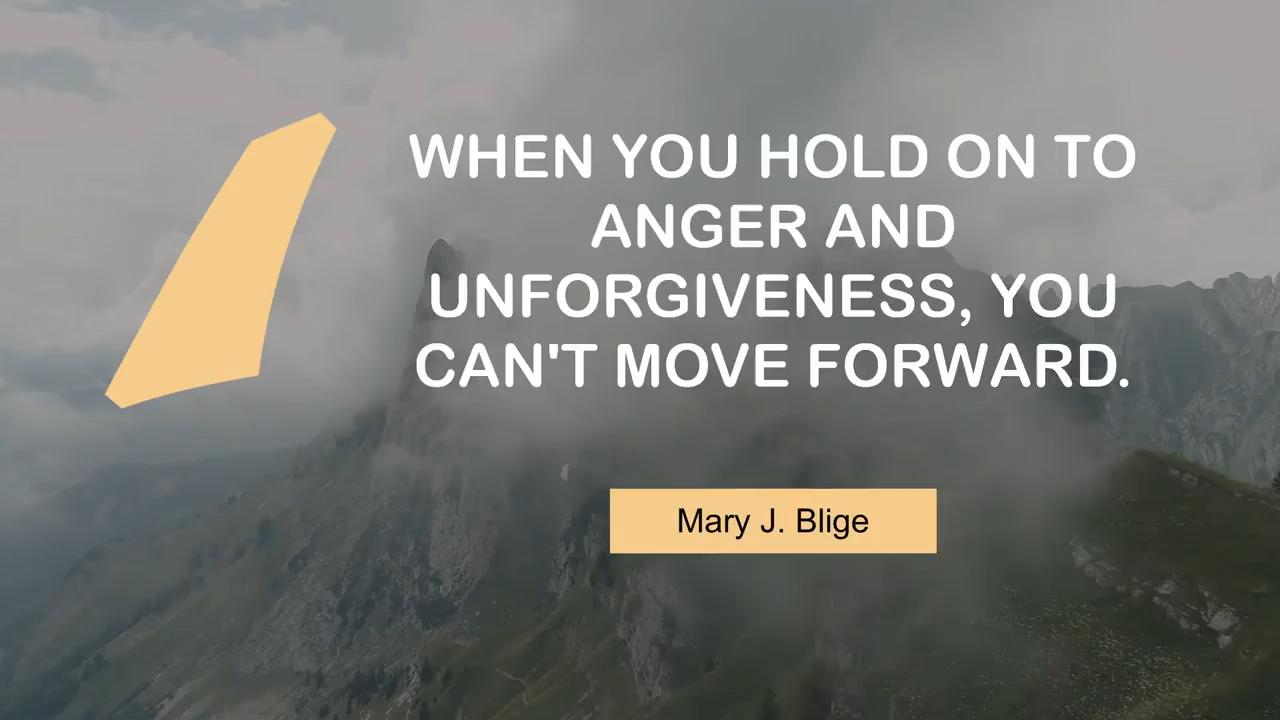 WHEN YOU HOLD ON TO
ANGER AND
UNFORGIVENESS, YOU
CAN'T MOVE FORWARD.
Mary J. Blige